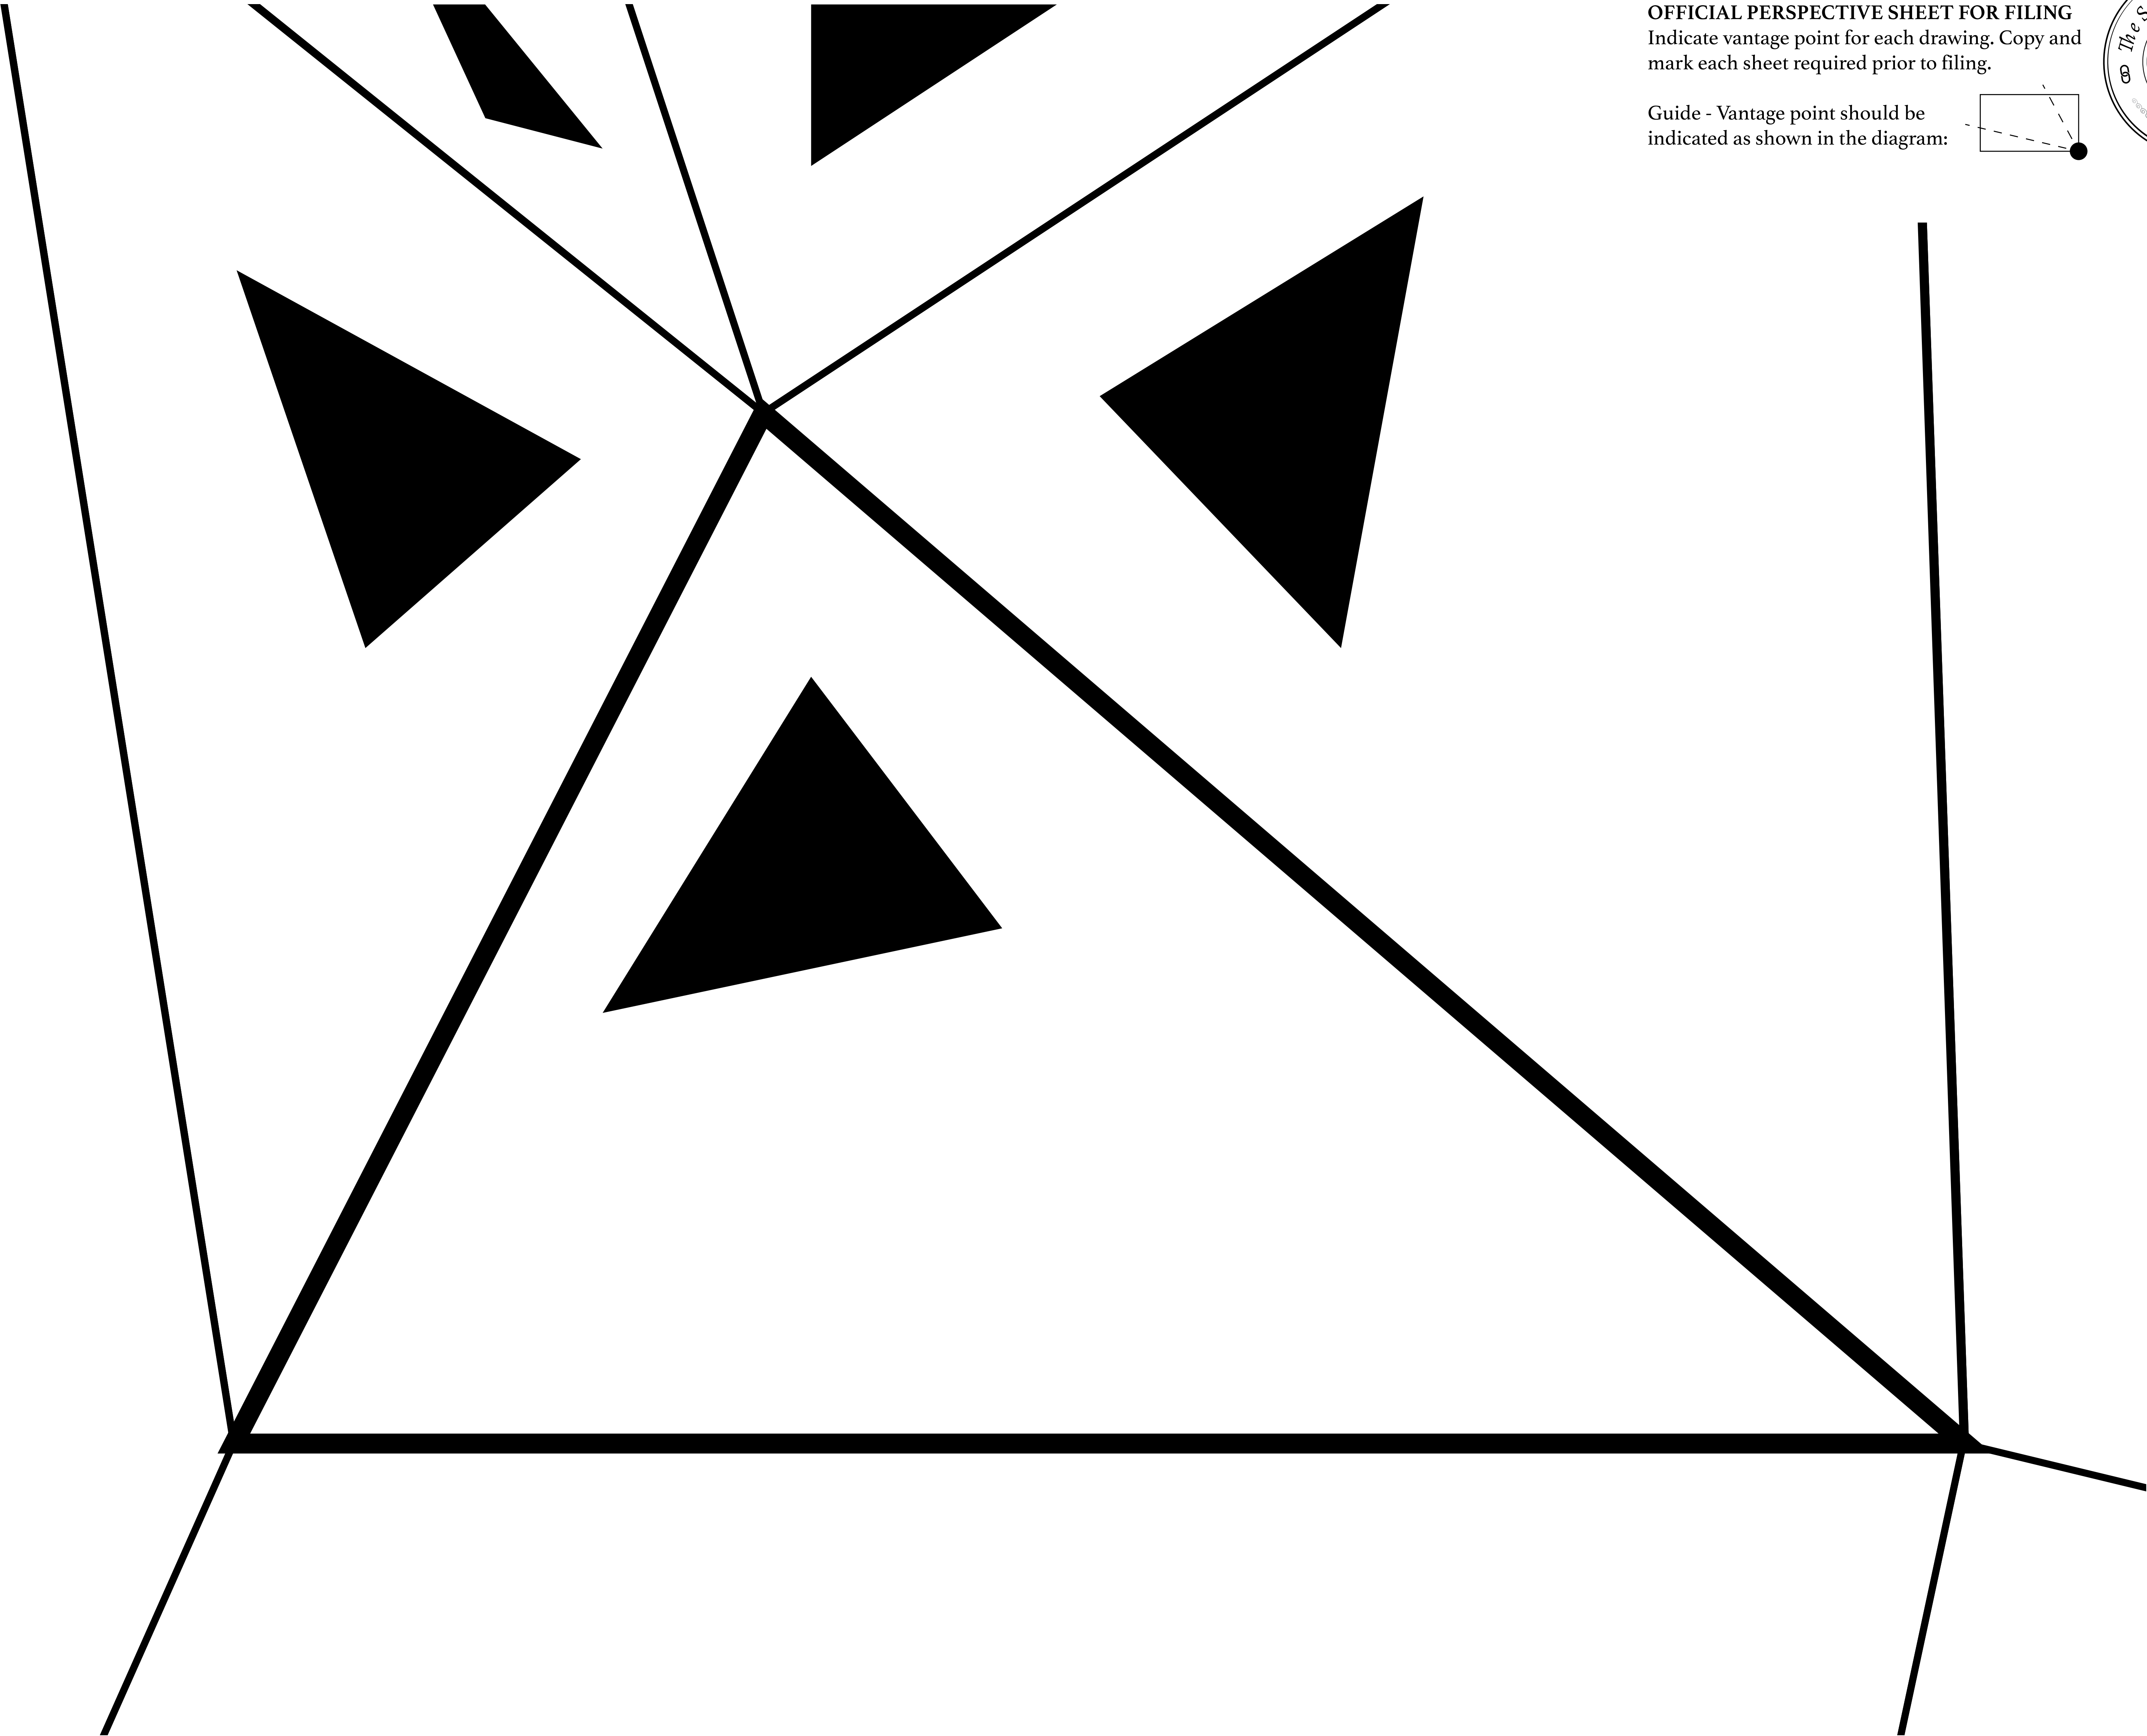 OFFICIAL PERSPECTIVE SHEET FOR FILING
Indicate vantage point for each drawing. Copy and
mark each sheet required prior to filing.
Guide - Vantage point should be
indicated as shown in the diagram:
The